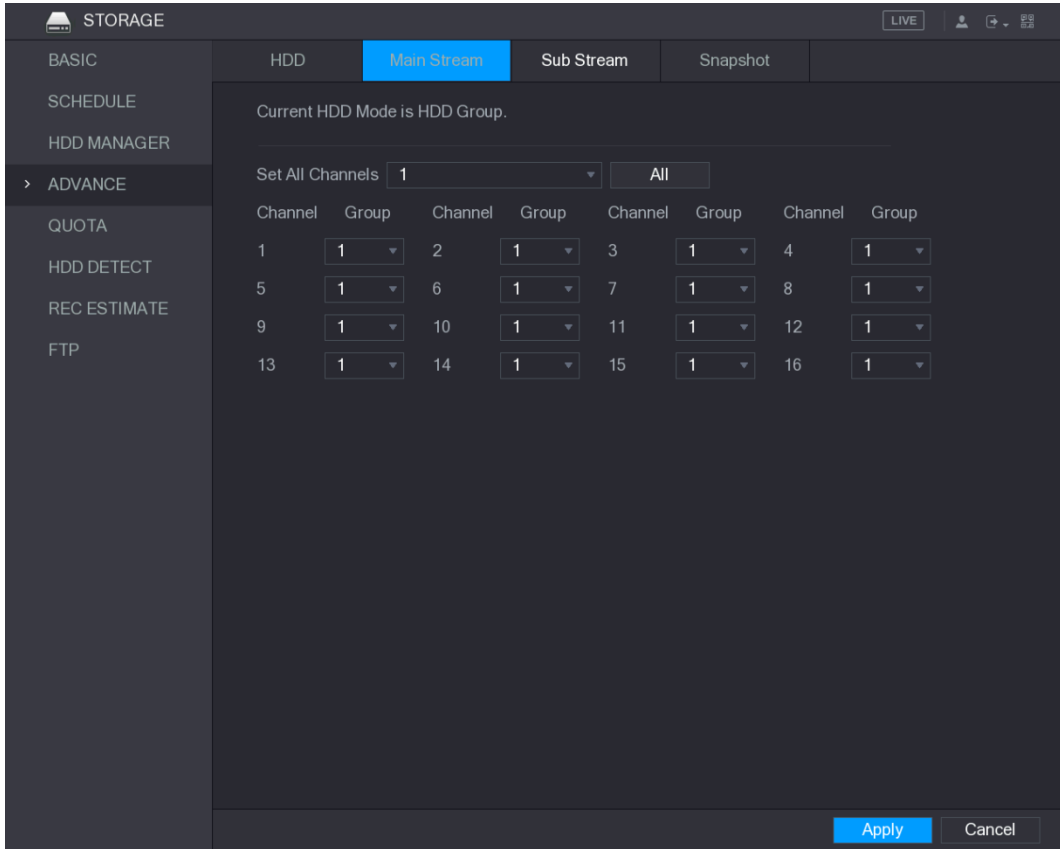 STORAGE LIVE
BASIC
SCHEDULE
HDD MANAGER
> ADVANCE
QUOTA
HDD DETECT
REC ESTIMATE
FTP
HDD Main Stream Sub Stream Snapshot
Current HDD Mode is HDD Group.
Set All Channels 1 All
Channel Group Channel Group Channel Group Channel Group
1 1 2 1 3 1 4 1
5 1 6 1 7 1 8 1
9 1 10 1 11 1 12 1
13 1 14 1 15 1 16 1
Apply Cancel